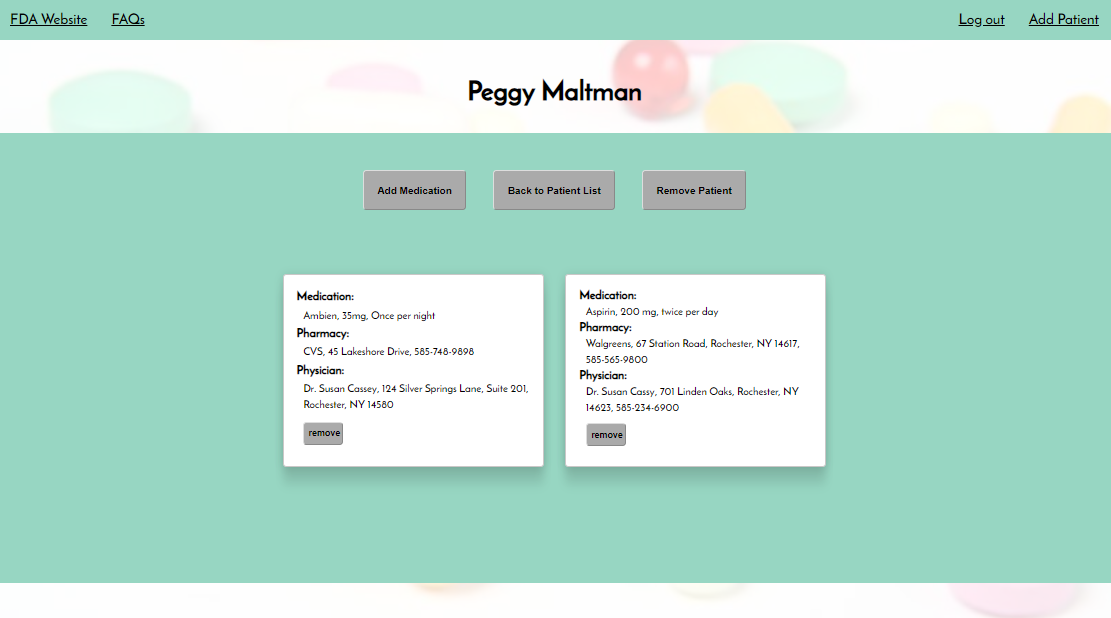 FDA Website FAQs Log out Add Patient
Peggy Maltman
Add Medication Back to Patient List Remove Patient
Medication:
Ambien, 35mg, Once per night
Pharmacy:
CVS, 45 Lakeshore Drive, 585-748-9898
Physician:
Dr. Susan Cassey, 124 Silver Springs Lane, Suite 201,
Rochester, NY 14580
remove
Medication:
Aspirin, 200 mg, twice per day
Pharmacy:
Walgreens, 67 Station Road, Rochester, NY 14617,
585-565-9800
Physician:
Dr. Susan Cassy, 701 Linden Oaks, Rochester, NY
14623, 585-234-6900
remove